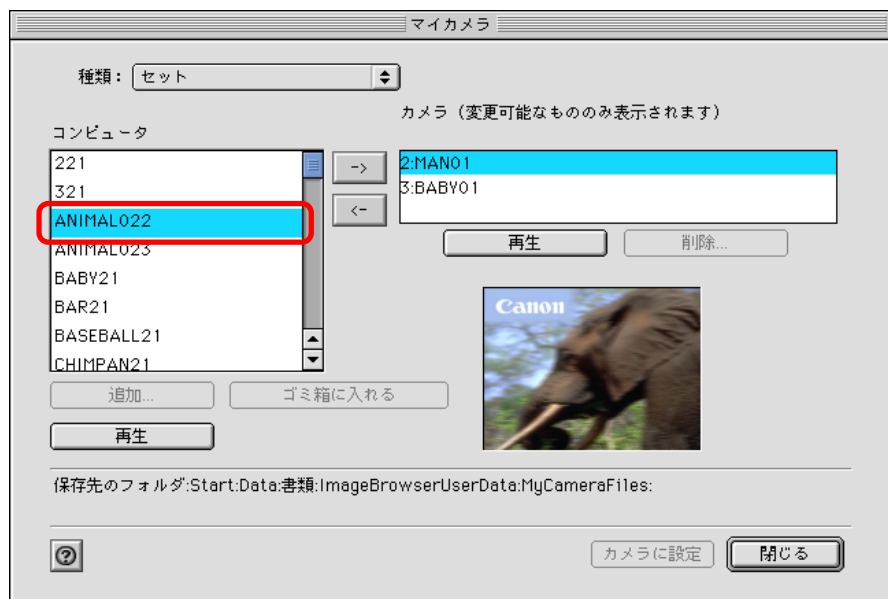 マイカメラ
種類： セット
カメラ（変更可能なもののみ表示されます）
コンピュータ
221
321
ANIMAL022
ANIMAL023
BABY21
BAR21
BASEBALL21
CHIMPAN21
->
<-
2:MAN01
3:BABY01
再生 削除...
Canon
追加... ゴミ箱に入れる
再生
保存先のフォルダ:Start:Data:書類:ImageBrowserUserData:MyCameraFiles:
? カメラに設定 閉じる